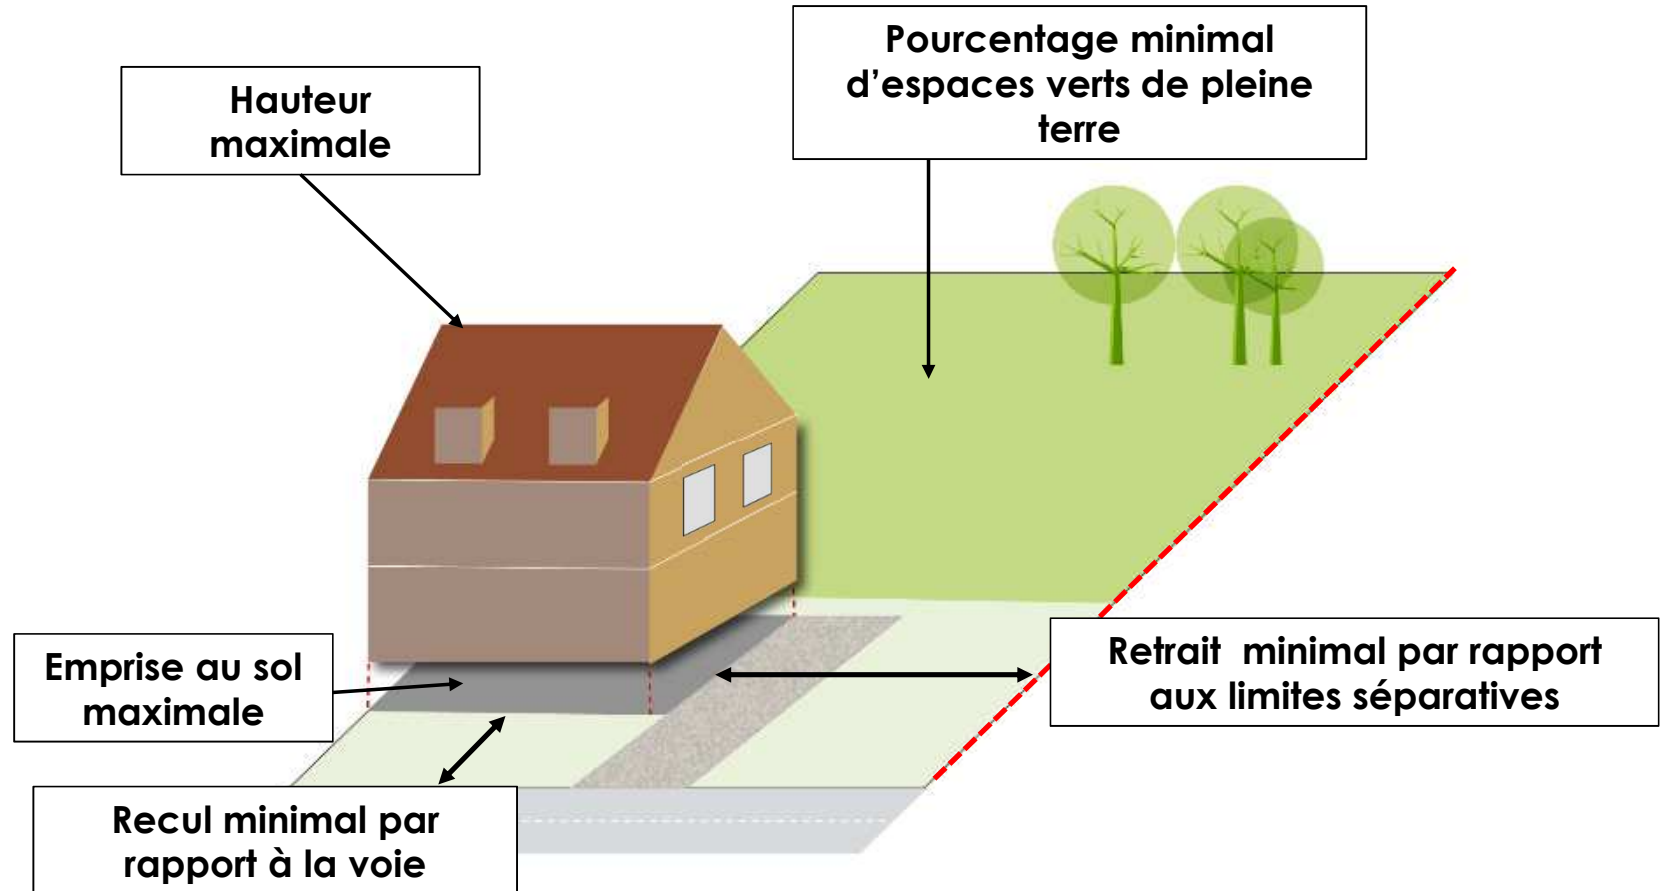 Pourcentage minimal
d'espaces verts de pleine
terre
Hauteur
maximale
Emprise au sol
maximale
Retrait  minimal par rapport
aux limites séparatives
Recul minimal par
rapport à la voie